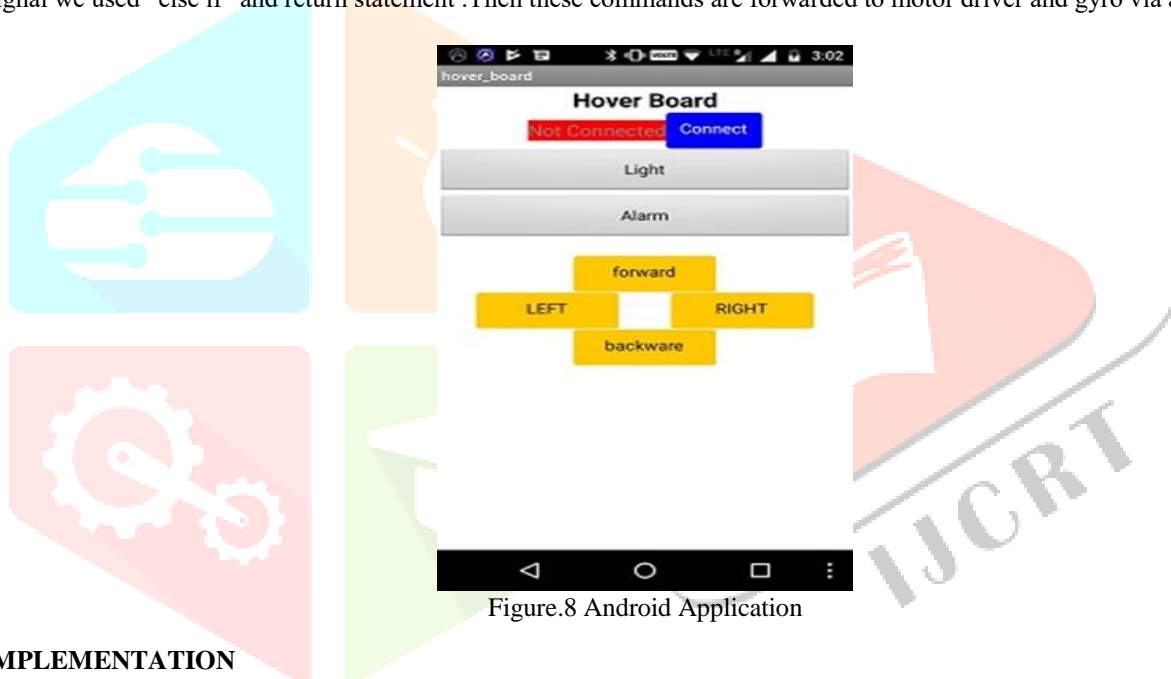 signal we used "else if" and return statement .Then these commands are forwarded to motor driver and gyro via
LTE 3:02
hover_board
Hover Board
Not Connected Connect
Light
Alarm
forward
LEFT RIGHT
backware
IJCRT
Figure.8 Android Application
MPLEMENTATION